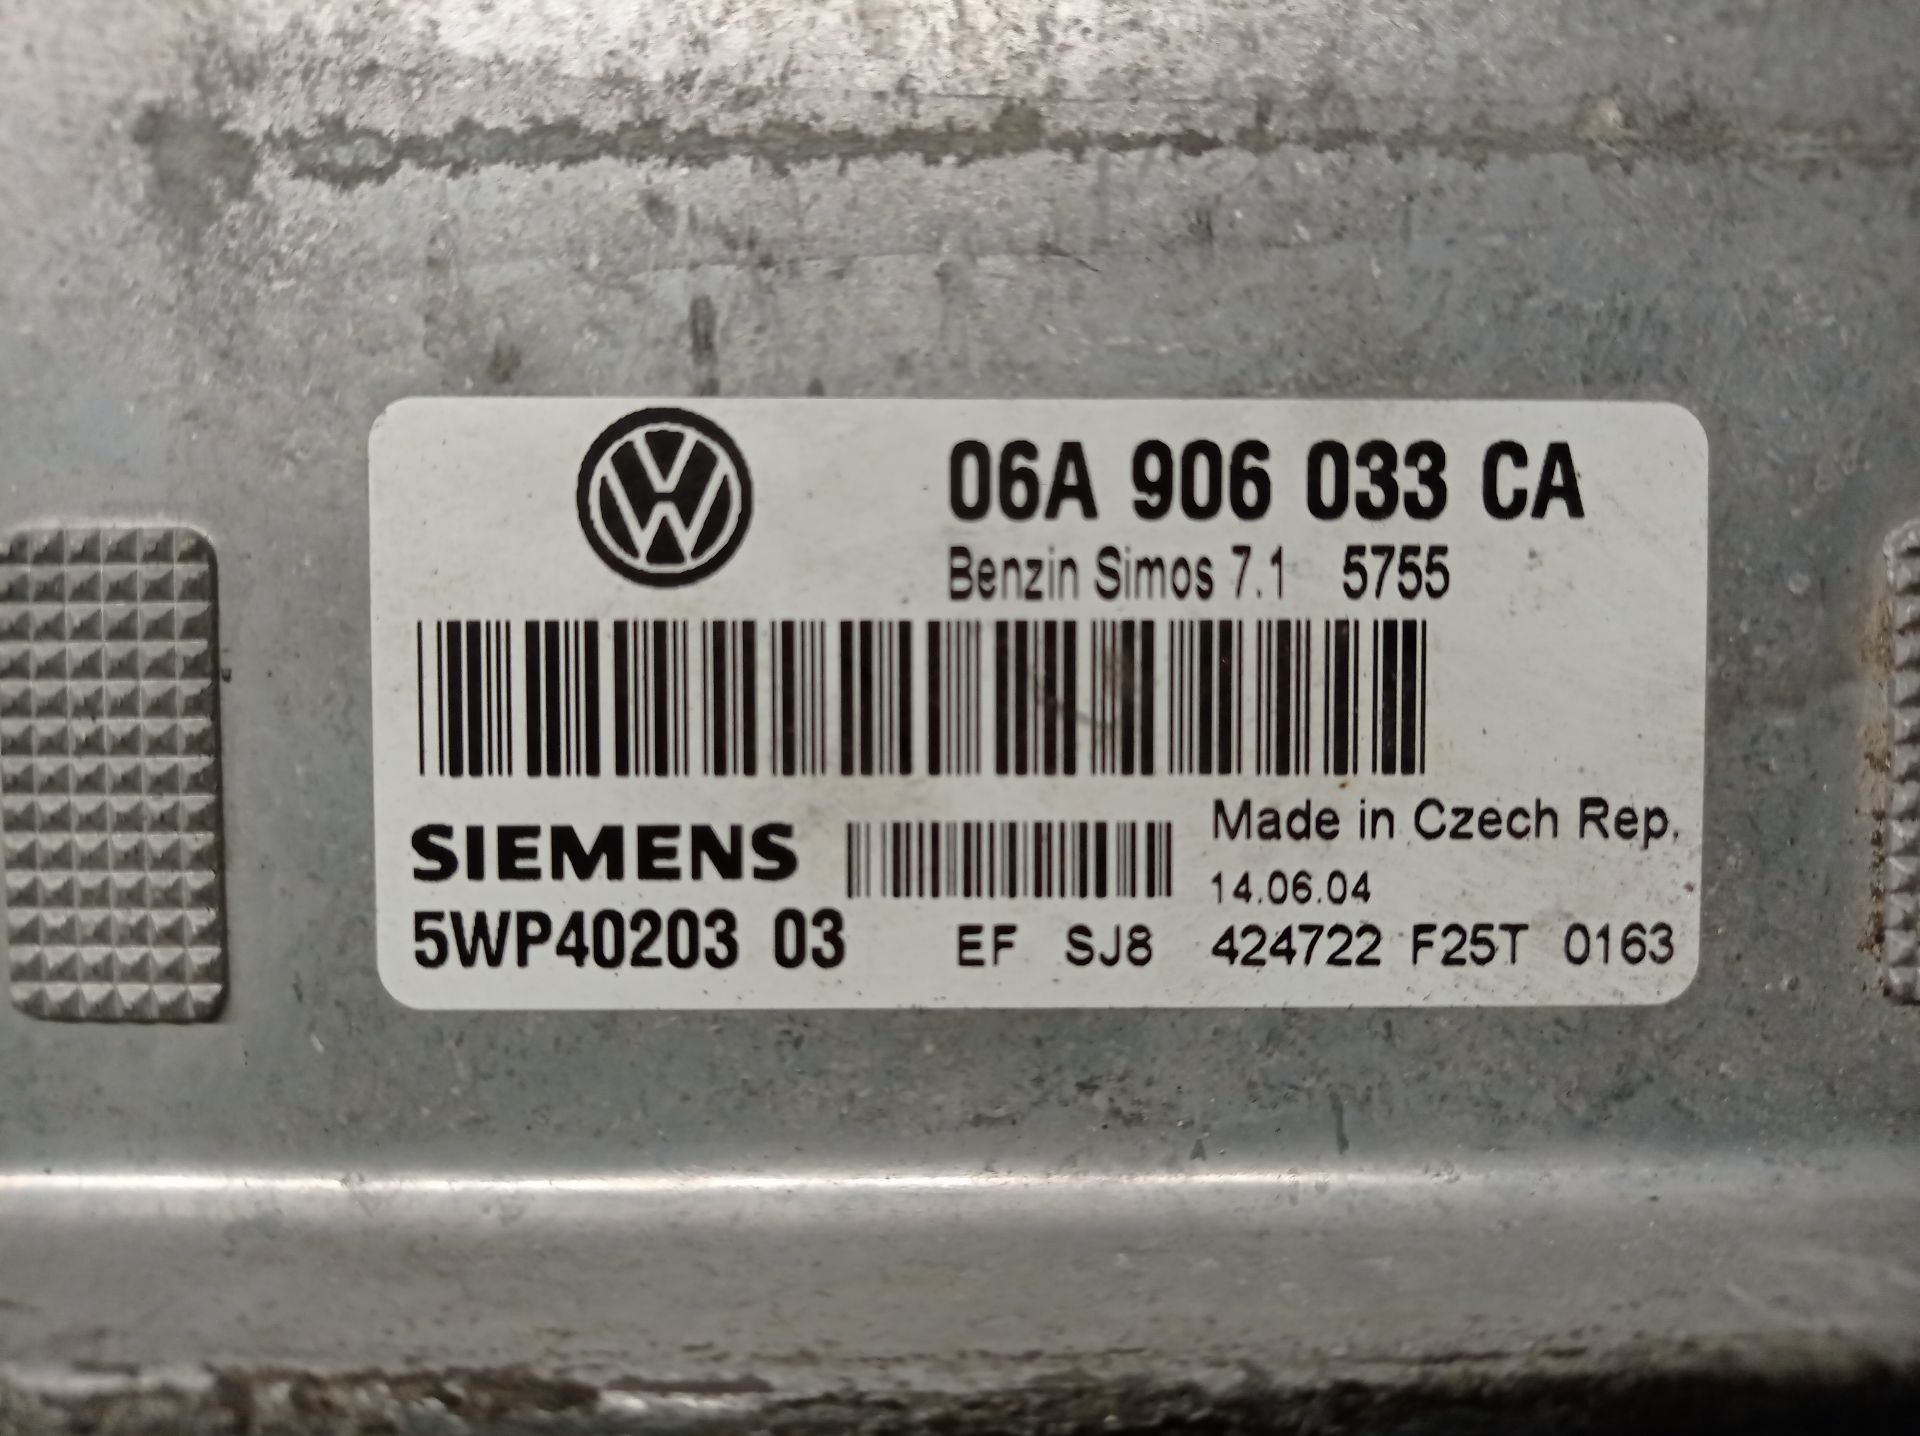 06A 906 033 CA
Benzin Simos 7.1 5755
SIEMENS
Made in Czech Rep.
14.06.04
5WP40203 03 EF SJ8 424722 F25T 0163